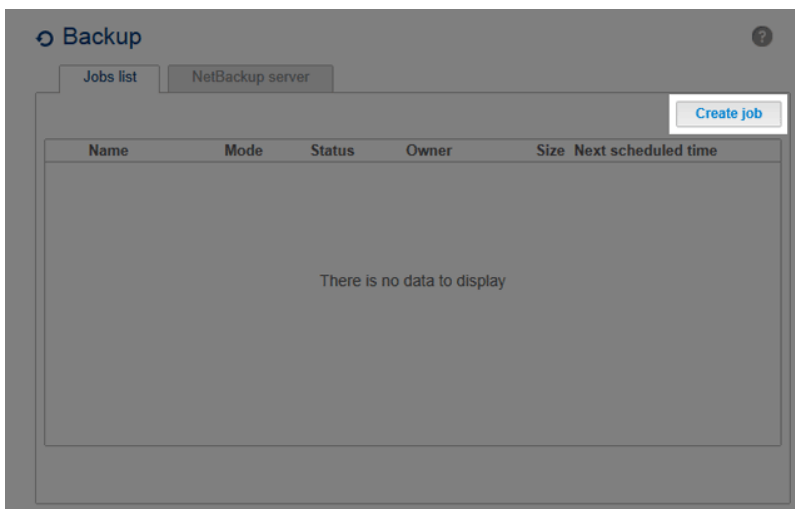 Backup
?
Jobs list NetBackup server
Create job
Name Mode Status Owner Size Next scheduled time
There is no data to display